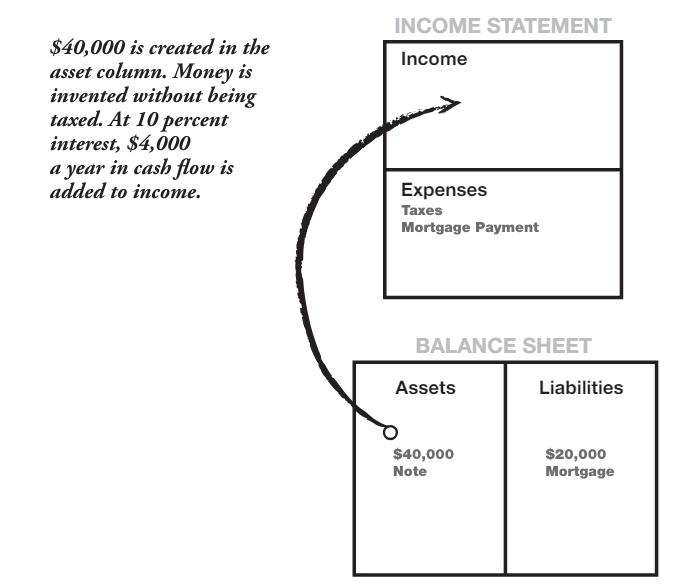 $40,000 is created in the
asset column. Money is
invented without being
taxed. At 10 percent
interest, $4,000
a year in cash flow is
added to income.
INCOME STATEMENT
Income
Expenses
Taxes
Mortgage Payment
BALANCE SHEET
Assets
$40,000
Note
Liabilities
$20,000
Mortgage